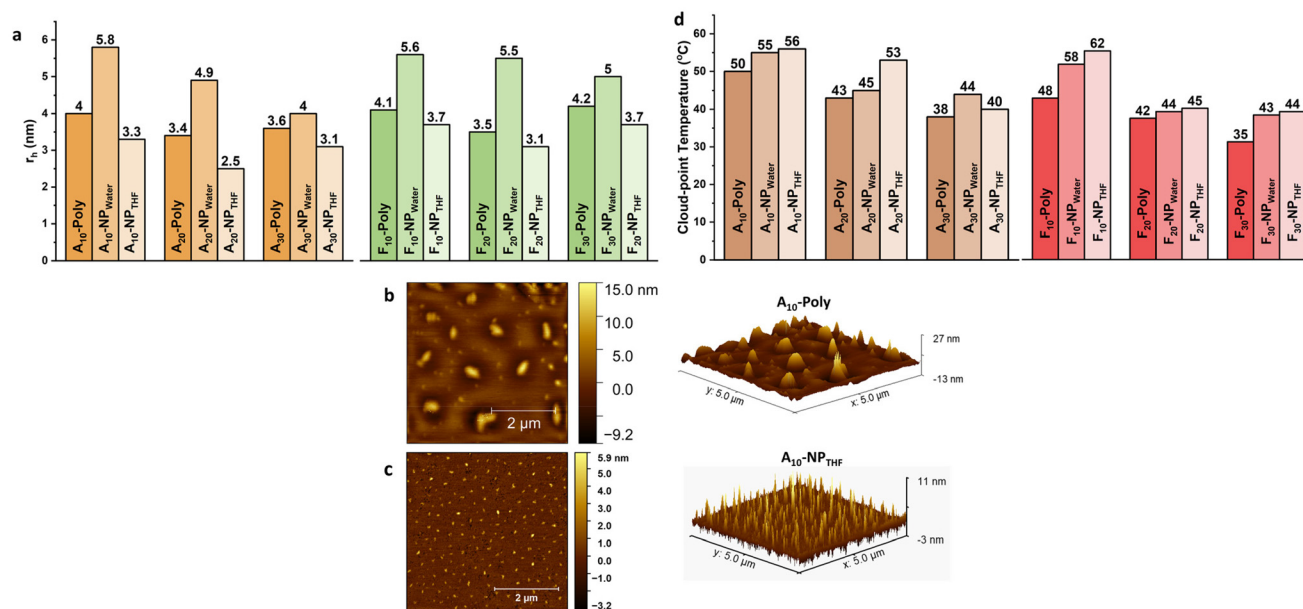 a
r_h (nm)
6
5
4
3
2
1
0
4
5.8
3.3
3.4
4.9
2.5
3.6
4
3.1
A10-Poly
A10-NPWater
A10-NPTHF
A20-Poly
A20-NPWater
A20-NPTHF
A30-Poly
A30-NPWater
A30-NPTHF
4.1
5.6
3.7
3.5
5.5
3.1
4.2
5
3.7
F10-Poly
F10-NPWater
F10-NPTHF
F20-Poly
F20-NPWater
F20-NPTHF
F30-Poly
F30-NPWater
F20-NPTHF
d
Cloud-point Temperature (°C)
60
50
40
30
20
10
0
50
55
56
43
45
53
38
44
40
A10-Poly
A10-NPWater
A10-NPTHF
A20-Poly
A20-NPWater
A20-NPTHF
A30-Poly
A30-NPWater
A30-NPTHF
48
58
62
42
44
45
35
43
44
F10-Poly
F10-NPWater
F10-NPTHF
F20-Poly
F20-NPWater
F20-NPTHF
F30-Poly
F30-NPWater
F30-NPTHF
b
2 µm
15.0 nm
10.0
5.0
0.0
−9.2
A10-Poly
27 nm
-13 nm
y: 5.0 µm
x: 5.0 µm
c
2 µm
5.9 nm
5.0
4.0
3.0
2.0
1.0
0.0
−1.0
−3.2
A10-NPTHF
11 nm
-3 nm
y: 5.0 µm
x: 5.0 µm